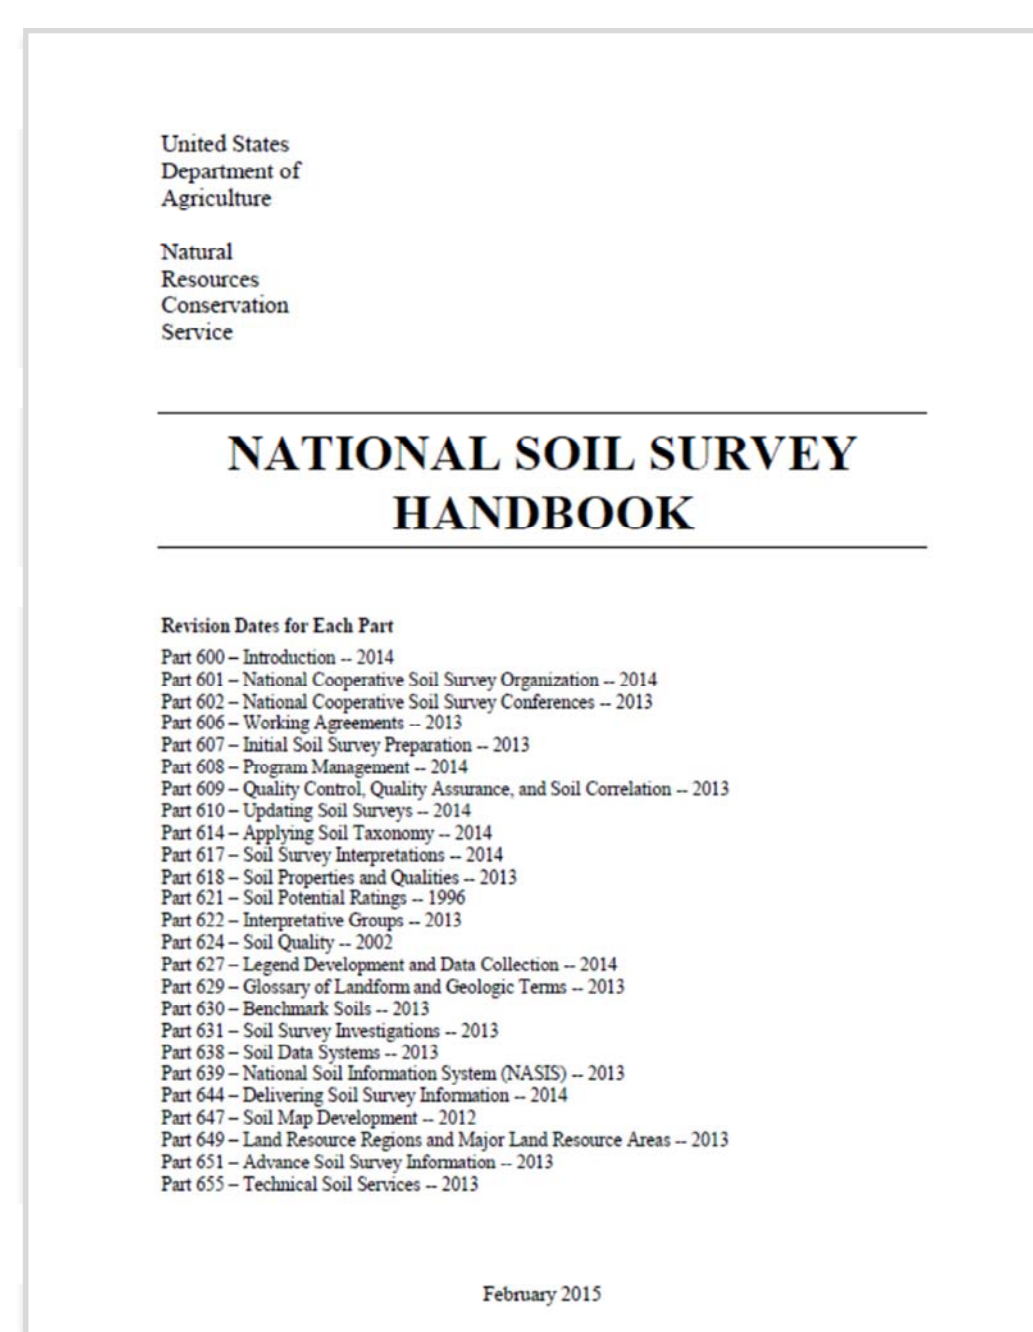 United States
Department of
Agriculture
Natural
Resources
Conservation
Service
NATIONAL SOIL SURVEY
HANDBOOK
Revision Dates for Each Part
Part 600 – Introduction -- 2014
Part 601 – National Cooperative Soil Survey Organization -- 2014
Part 602 – National Cooperative Soil Survey Conferences -- 2013
Part 606 – Working Agreements -- 2013
Part 607 – Initial Soil Survey Preparation -- 2013
Part 608 – Program Management -- 2014
Part 609 – Quality Control, Quality Assurance, and Soil Correlation -- 2013
Part 610 – Updating Soil Surveys -- 2014
Part 614 – Applying Soil Taxonomy -- 2014
Part 617 – Soil Survey Interpretations -- 2014
Part 618 – Soil Properties and Qualities -- 2013
Part 621 – Soil Potential Ratings -- 1996
Part 622 – Interpretative Groups -- 2013
Part 624 – Soil Quality -- 2002
Part 627 – Legend Development and Data Collection -- 2014
Part 629 – Glossary of Landform and Geologic Terms -- 2013
Part 630 – Benchmark Soils -- 2013
Part 631 – Soil Survey Investigations -- 2013
Part 638 – Soil Data Systems -- 2013
Part 639 – National Soil Information System (NASIS) -- 2013
Part 644 – Delivering Soil Survey Information -- 2014
Part 647 – Soil Map Development -- 2012
Part 649 – Land Resource Regions and Major Land Resource Areas -- 2013
Part 651 – Advance Soil Survey Information -- 2013
Part 655 – Technical Soil Services -- 2013
February 2015